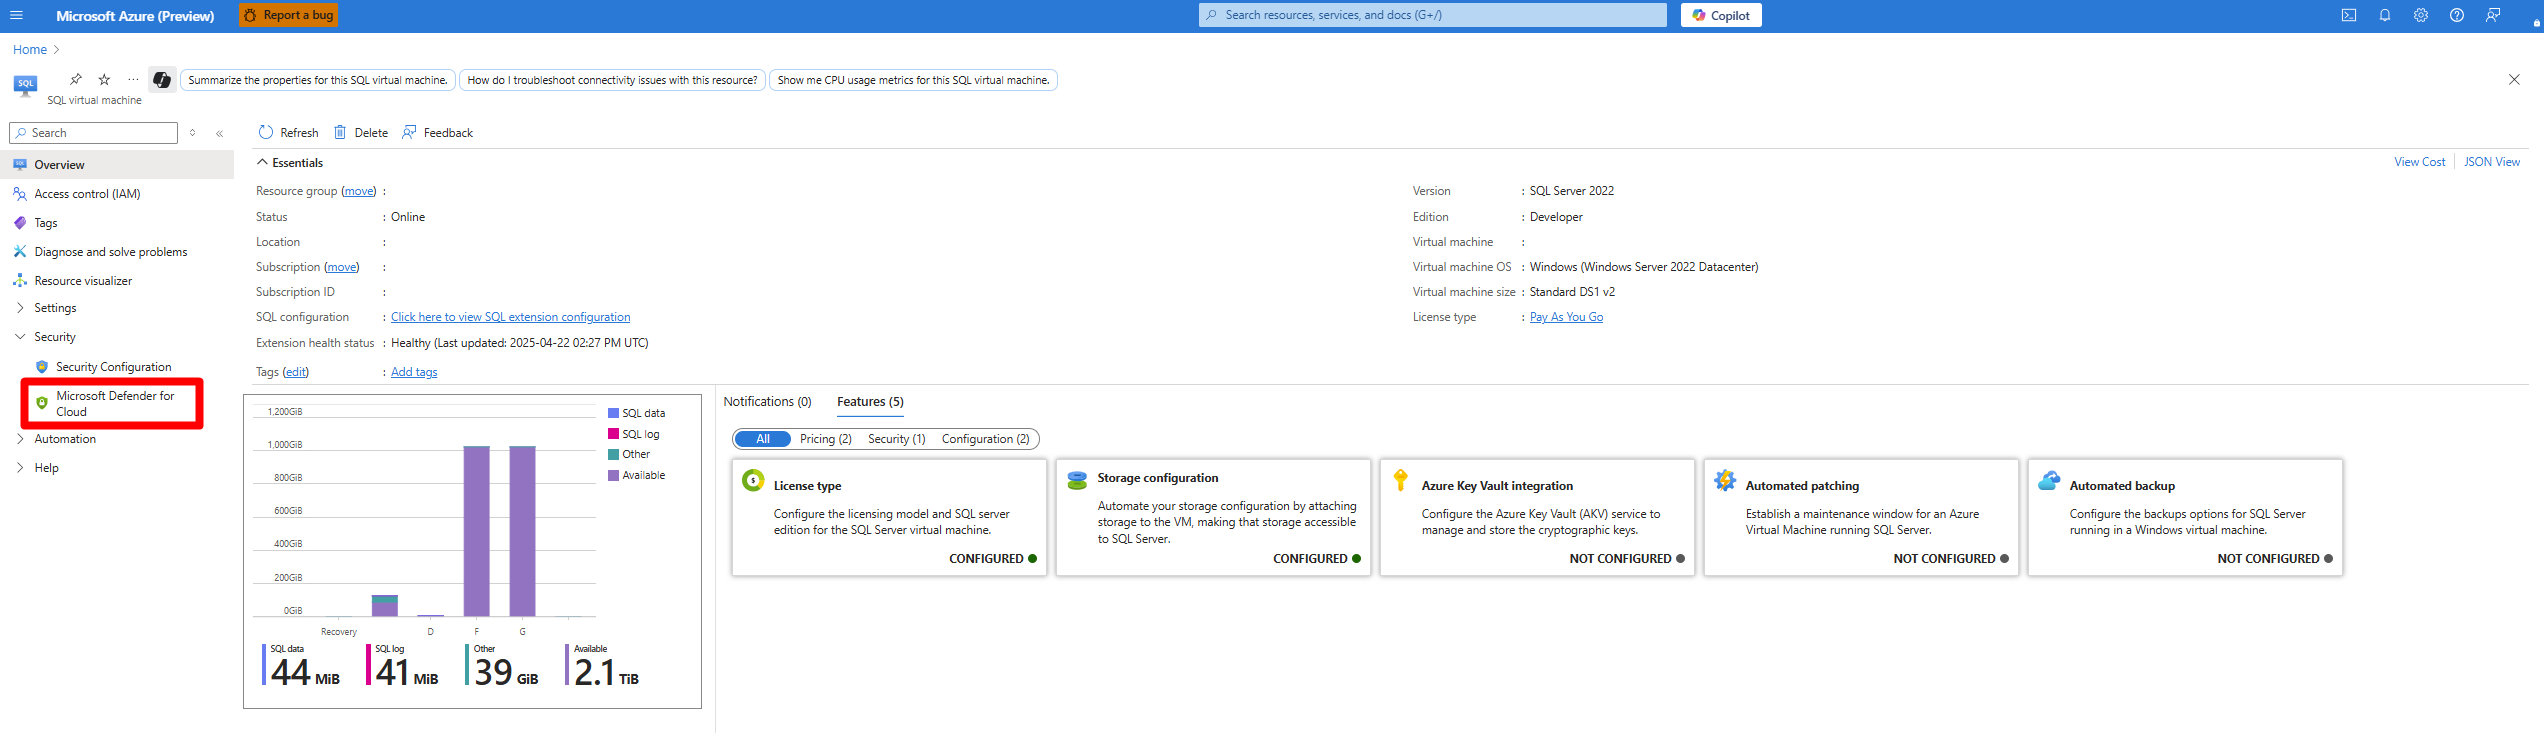 Microsoft Azure (Preview)
Report a bug
Search resources, services, and docs (G+/)
Copilot
Home
SQL
SQL virtual machine
Summarize the properties for this SQL virtual machine.
How do I troubleshoot connectivity issues with this resource?
Show me CPU usage metrics for this SQL virtual machine.
Search
Overview
Access control (IAM)
Tags
Diagnose and solve problems
Resource visualizer
Settings
Security
Security Configuration
Microsoft Defender for
Cloud
Automation
Help
Refresh
Delete
Feedback
Essentials
View Cost
JSON View
Resource group (move) :
Status : Online
Location :
Subscription (move) :
Subscription ID :
SQL configuration : Click here to view SQL extension configuration
Extension health status : Healthy (Last updated: 2025-04-22 02:27 PM UTC)
Tags (edit) : Add tags
Version : SQL Server 2022
Edition : Developer
Virtual machine :
Virtual machine OS : Windows (Windows Server 2022 Datacenter)
Virtual machine size : Standard DS1 v2
License type : Pay As You Go
1,200GiB
1,000GiB
800GiB
600GiB
400GiB
200GiB
0GiB
Recovery
D
F
G
SQL data
SQL log
Other
Available
SQL data
44 MiB
SQL log
41 MiB
Other
39 GiB
Available
2.1 TiB
Notifications (0)
Features (5)
All
Pricing (2)
Security (1)
Configuration (2)
License type
Configure the licensing model and SQL server
edition for the SQL Server virtual machine.
CONFIGURED
Storage configuration
Automate your storage configuration by attaching
storage to the VM, making that storage accessible
to SQL Server.
CONFIGURED
Azure Key Vault integration
Configure the Azure Key Vault (AKV) service to
manage and store the cryptographic keys.
NOT CONFIGURED
Automated patching
Establish a maintenance window for an Azure
Virtual Machine running SQL Server.
NOT CONFIGURED
Automated backup
Configure the backups options for SQL Server
running in a Windows virtual machine.
NOT CONFIGURED